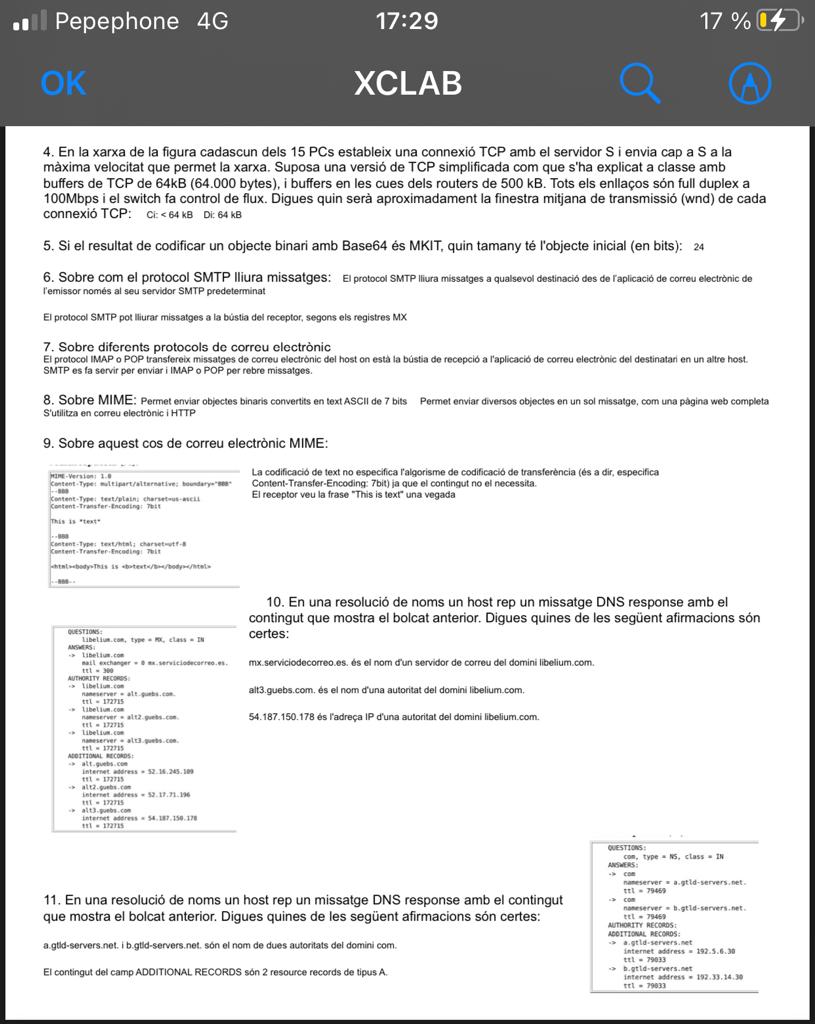 Pepephone 4G 17:29 17 %
OK XCLAB
4. En la xarxa de la figura cadascun dels 15 PCs estableix una connexió TCP amb el servidor S i envia cap a S a la
màxima velocitat que permet la xarxa. Suposa una versió de TCP simplificada com que s'ha explicat a classe amb
buffers de TCP de 64kB (64.000 bytes), i buffers en les cues dels routers de 500 kB. Tots els enllaços són full duplex a
100Mbps i el switch fa control de flux. Digues quin serà aproximadament la finestra mitjana de transmissió (wnd) de cada
connexió TCP: Ci: < 64 kB Di: 64 kB
5. Si el resultat de codificar un objecte binari amb Base64 és MKIT, quin tamany té l'objecte inicial (en bits): 24
6. Sobre com el protocol SMTP lliura missatges: El protocol SMTP lliura missatges a qualsevol destinació des de l'aplicació de correu electrònic de
l'emissor només al seu servidor SMTP predeterminat
El protocol SMTP pot lliurar missatges a la bústia del receptor, segons els registres MX
7. Sobre diferents protocols de correu electrònic
El protocol IMAP o POP transfereix missatges de correu electrònic del host on està la bústia de recepció a l'aplicació de correu electrònic del destinatari en un altre host.
SMTP es fa servir per enviar i IMAP o POP per rebre missatges.
8. Sobre MIME: Permet enviar objectes binaris convertits en text ASCII de 7 bits Permet enviar diversos objectes en un sol missatge, com una pàgina web completa
S'utilitza en correu electrònic i HTTP
9. Sobre aquest cos de correu electrònic MIME:
MIME-Version: 1.0
Content-Type: multipart/alternative; boundary="BBB"
--BBB
Content-Type: text/plain; charset=us-ascii
Content-Transfer-Encoding: 7bit
This is *text*
--BBB
Content-Type: text/html; charset=utf-8
Content-Transfer-Encoding: 7bit
<html><body>This is <b>text</b></body></html>
--BBB--
La codificació de text no especifica l'algorisme de codificació de transferència (és a dir, especifica
Content-Transfer-Encoding: 7bit) ja que el contingut no el necessita.
El receptor veu la frase "This is text" una vegada
10. En una resolució de noms un host rep un missatge DNS response amb el
contingut que mostra el bolcat anterior. Digues quines de les següent afirmacions són
certes:
QUESTIONS:
libelium.com, type = MX, class = IN
ANSWERS:
-> libelium.com
mail exchanger = 0 mx.serviciodecorreo.es.
ttl = 300
AUTHORITY RECORDS:
-> libelium.com
nameserver = alt.guebs.com.
ttl = 172715
-> libelium.com
nameserver = alt2.guebs.com.
ttl = 172715
-> libelium.com
nameserver = alt3.guebs.com.
ttl = 172715
ADDITIONAL RECORDS:
-> alt.guebs.com
internet address = 52.16.245.109
ttl = 172715
-> alt2.guebs.com
internet address = 52.17.71.196
ttl = 172715
-> alt3.guebs.com
internet address = 54.187.150.178
ttl = 172715
mx.serviciodecorreo.es. és el nom d'un servidor de correu del domini libelium.com.
alt3.guebs.com. és el nom d'una autoritat del domini libelium.com.
54.187.150.178 és l'adreça IP d'una autoritat del domini libelium.com.
11. En una resolució de noms un host rep un missatge DNS response amb el contingut
que mostra el bolcat anterior. Digues quines de les següent afirmacions són certes:
a.gtld-servers.net. i b.gtld-servers.net. són el nom de dues autoritats del domini com.
El contingut del camp ADDITIONAL RECORDS són 2 resource records de tipus A.
QUESTIONS:
com, type = NS, class = IN
ANSWERS:
-> com
nameserver = a.gtld-servers.net.
ttl = 79469
-> com
nameserver = b.gtld-servers.net.
ttl = 79469
AUTHORITY RECORDS:
ADDITIONAL RECORDS:
-> a.gtld-servers.net
internet address = 192.5.6.30
ttl = 79033
-> b.gtld-servers.net
internet address = 192.33.14.30
ttl = 79033